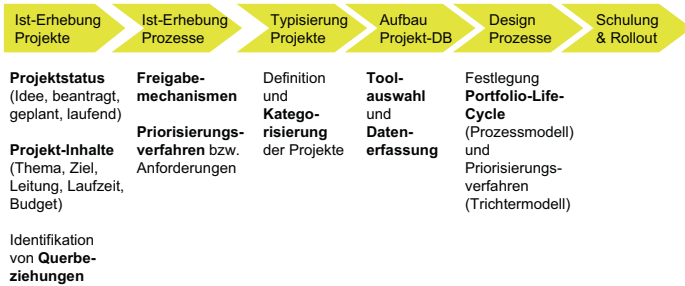 Ist-Erhebung
Projekte
Ist-Erhebung
Prozesse
Typisierung
Projekte
Aufbau
Projekt-DB
Design
Prozesse
Schulung
& Rollout
Projektstatus
(Idee, beantragt,
geplant, laufend)
Projekt-Inhalte
(Thema, Ziel,
Leitung, Laufzeit,
Budget)
Identifikation
von Querbe-
ziehungen
Freigabe-
mechanismen
Priorisierungs-
verfahren bzw.
Anforderungen
Definition
und
Katego-
risierung
der Projekte
Tool-
auswahl
und
Daten-
erfassung
Festlegung
Portfolio-Life-
Cycle
(Prozessmodell)
und
Priorisierungs-
verfahren
(Trichtermodell)